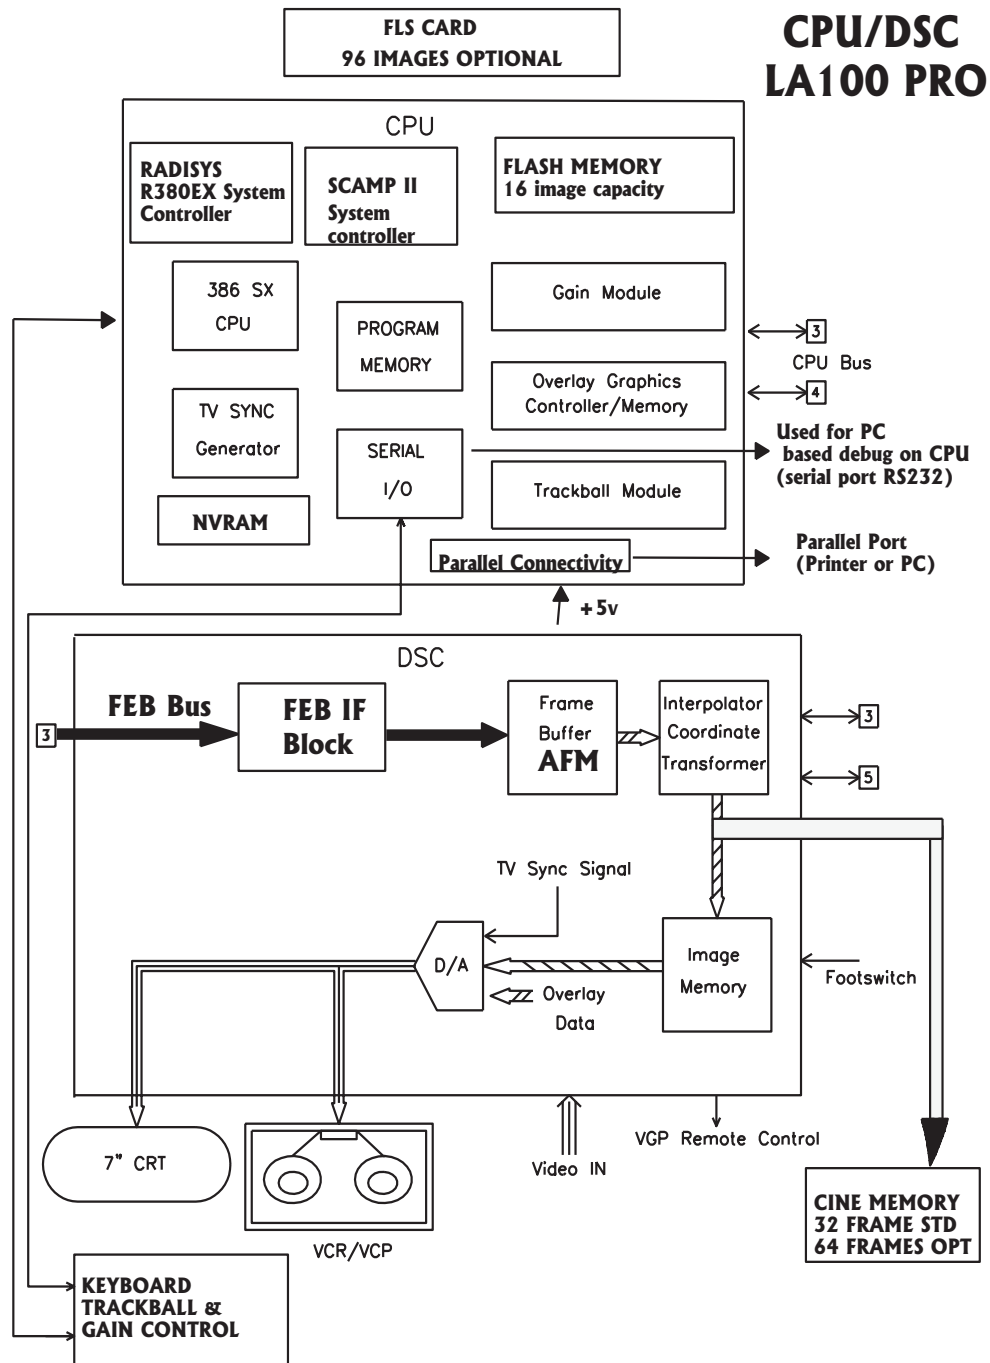 FLS CARD
96 IMAGES OPTIONAL
CPU/DSC
LA100 PRO
CPU
RADISYS
R380EX System
Controller
SCAMP II
System
controller
FLASH MEMORY
16 image capacity
386 SX
CPU
PROGRAM
MEMORY
Gain Module
3
CPU Bus
4
Overlay Graphics
Controller/Memory
TV SYNC
Generator
SERIAL
I/O
Used for PC
based debug on CPU
(serial port RS232)
Trackball Module
NVRAM
Parallel Connectivity
Parallel Port
(Printer or PC)
+5v
DSC
3
FEB Bus
FEB IF
Block
Frame
Buffer
AFM
Interpolator
Coordinate
Transformer
3
5
TV Sync Signal
D/A
Overlay
Data
Image
Memory
Footswitch
7" CRT
VCR/VCP
Video IN
VGP Remote Control
CINE MEMORY
32 FRAME STD
64 FRAMES OPT
KEYBOARD
TRACKBALL &
GAIN CONTROL